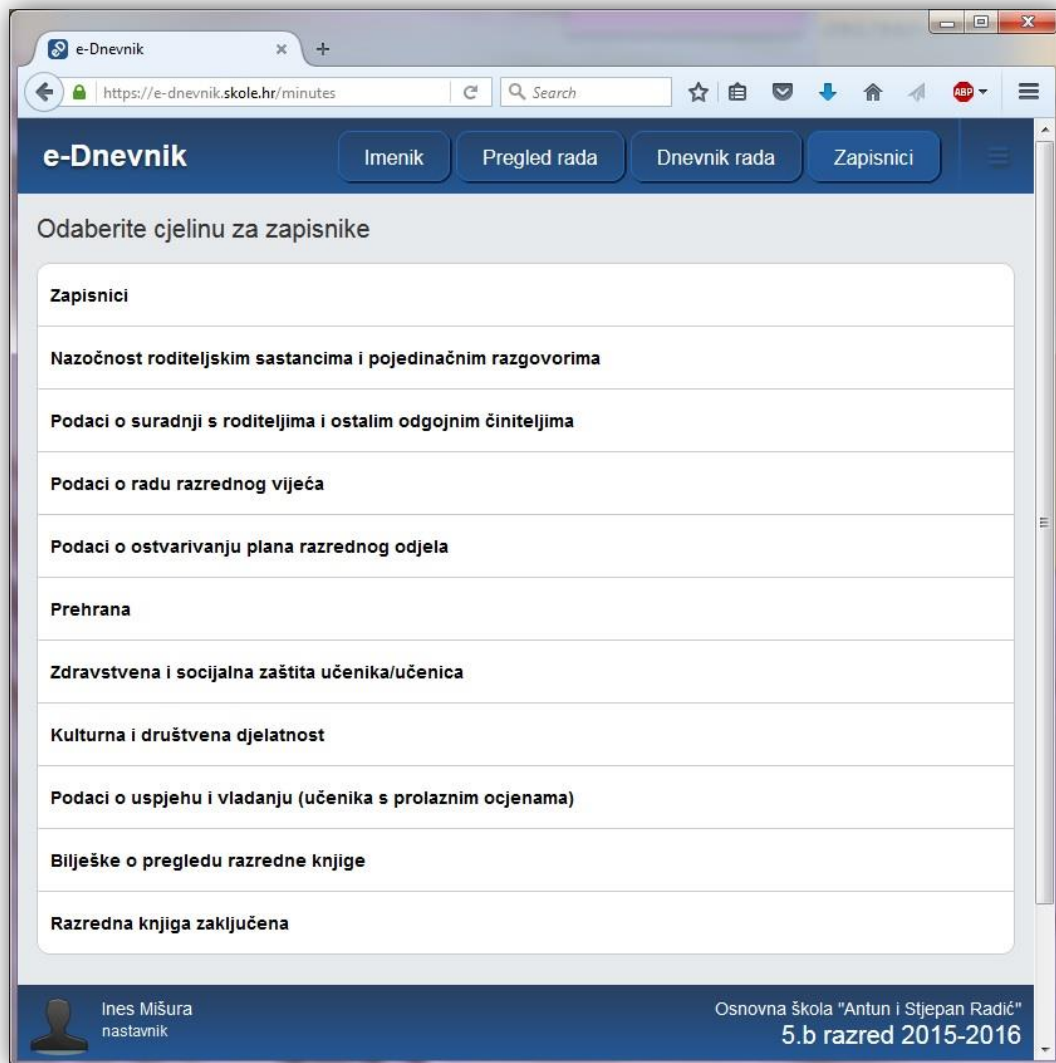 e-Dnevnik
https://e-dnevnik.skole.hr/minutes
Search
ABP
e-Dnevnik
Imenik
Pregled rada
Dnevnik rada
Zapisnici
Odaberite cjelinu za zapisnike
Zapisnici
Nazočnost roditeljskim sastancima i pojedinačnim razgovorima
Podaci o suradnji s roditeljima i ostalim odgojnim činiteljima
Podaci o radu razrednog vijeća
Podaci o ostvarivanju plana razrednog odjela
Prehrana
Zdravstvena i socijalna zaštita učenika/učenica
Kulturna i društvena djelatnost
Podaci o uspjehu i vladanju (učenika s prolaznim ocjenama)
Bilješke o pregledu razredne knjige
Razredna knjiga zaključena
Ines Mišura
nastavnik
Osnovna škola "Antun i Stjepan Radić"
5.b razred 2015-2016